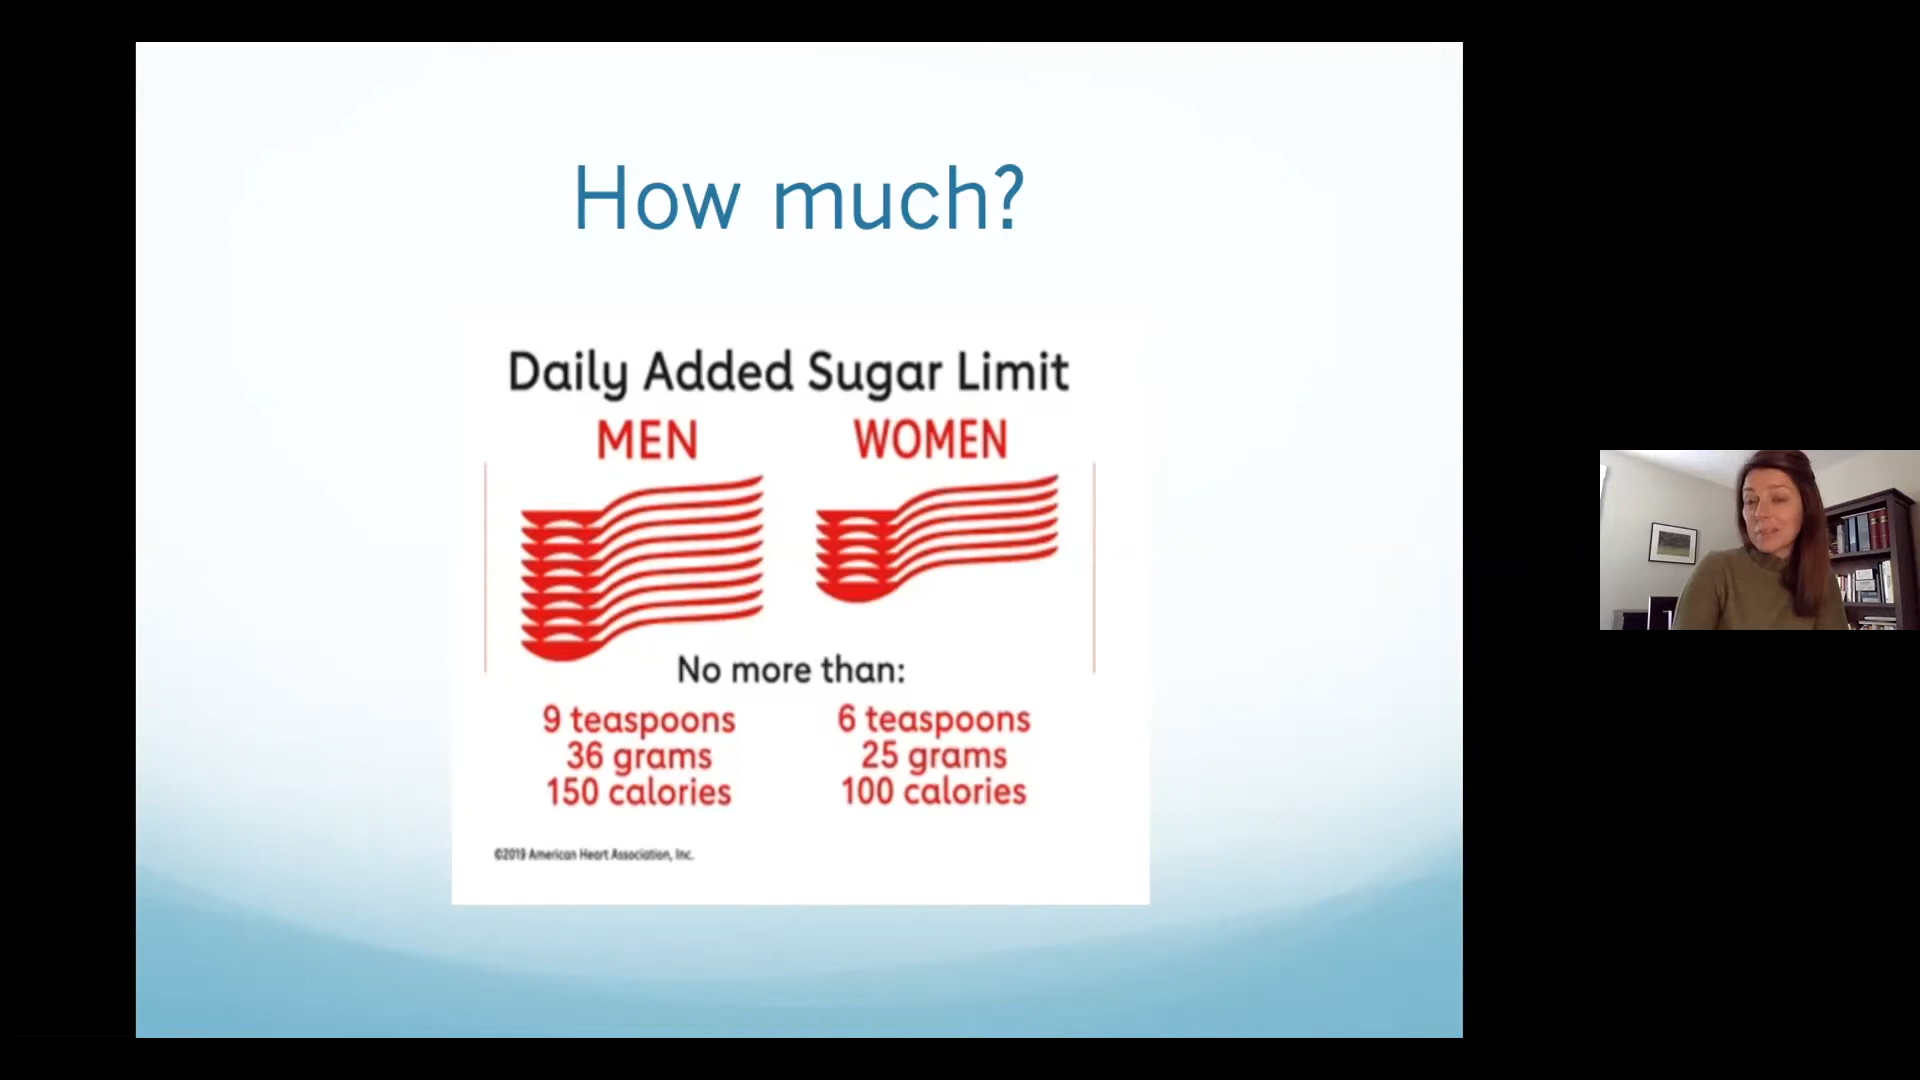 How much?
Daily Added Sugar Limit
MEN
WOMEN
No more than:
9 teaspoons
36 grams
150 calories
6 teaspoons
25 grams
100 calories
©2019 American Heart Association, Inc.